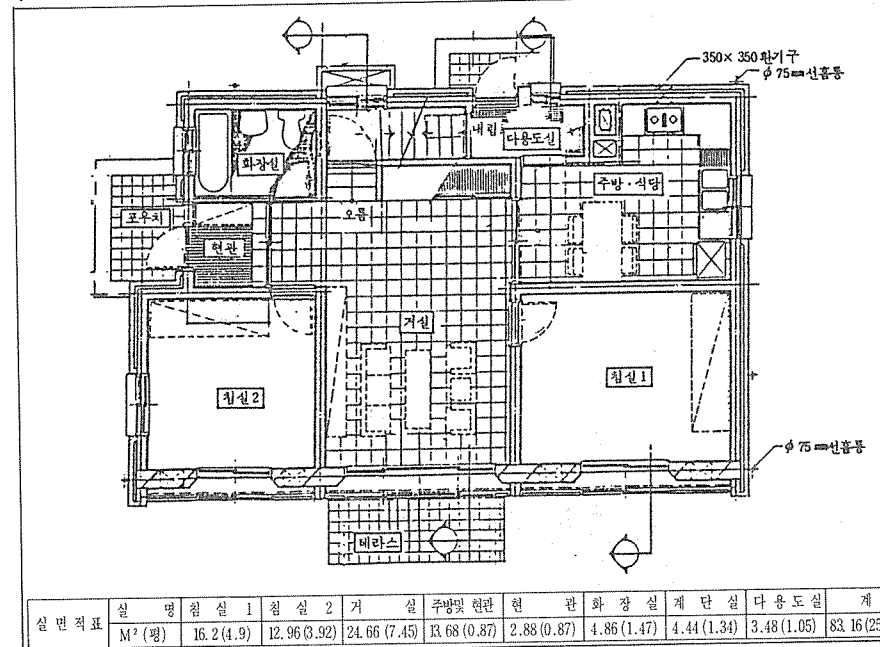 350×350 환기구
ϕ 75㎜선홈통
내림
다용도실
화장실
주방·식당
포우치
오름
현관
거실
침실2
침실1
ϕ 75㎜선홈통
테라스
실면적표 실 명 침 실 1 침 실 2 거 실 주방및 현관 현 관 화 장 실 계 단 실 다용도실 계
M² (평) 16.2(4.9) 12.96(3.92) 24.66(7.45) 13.68(0.87) 2.88(0.87) 4.86(1.47) 4.44(1.34) 3.48(1.05) 83.16(25